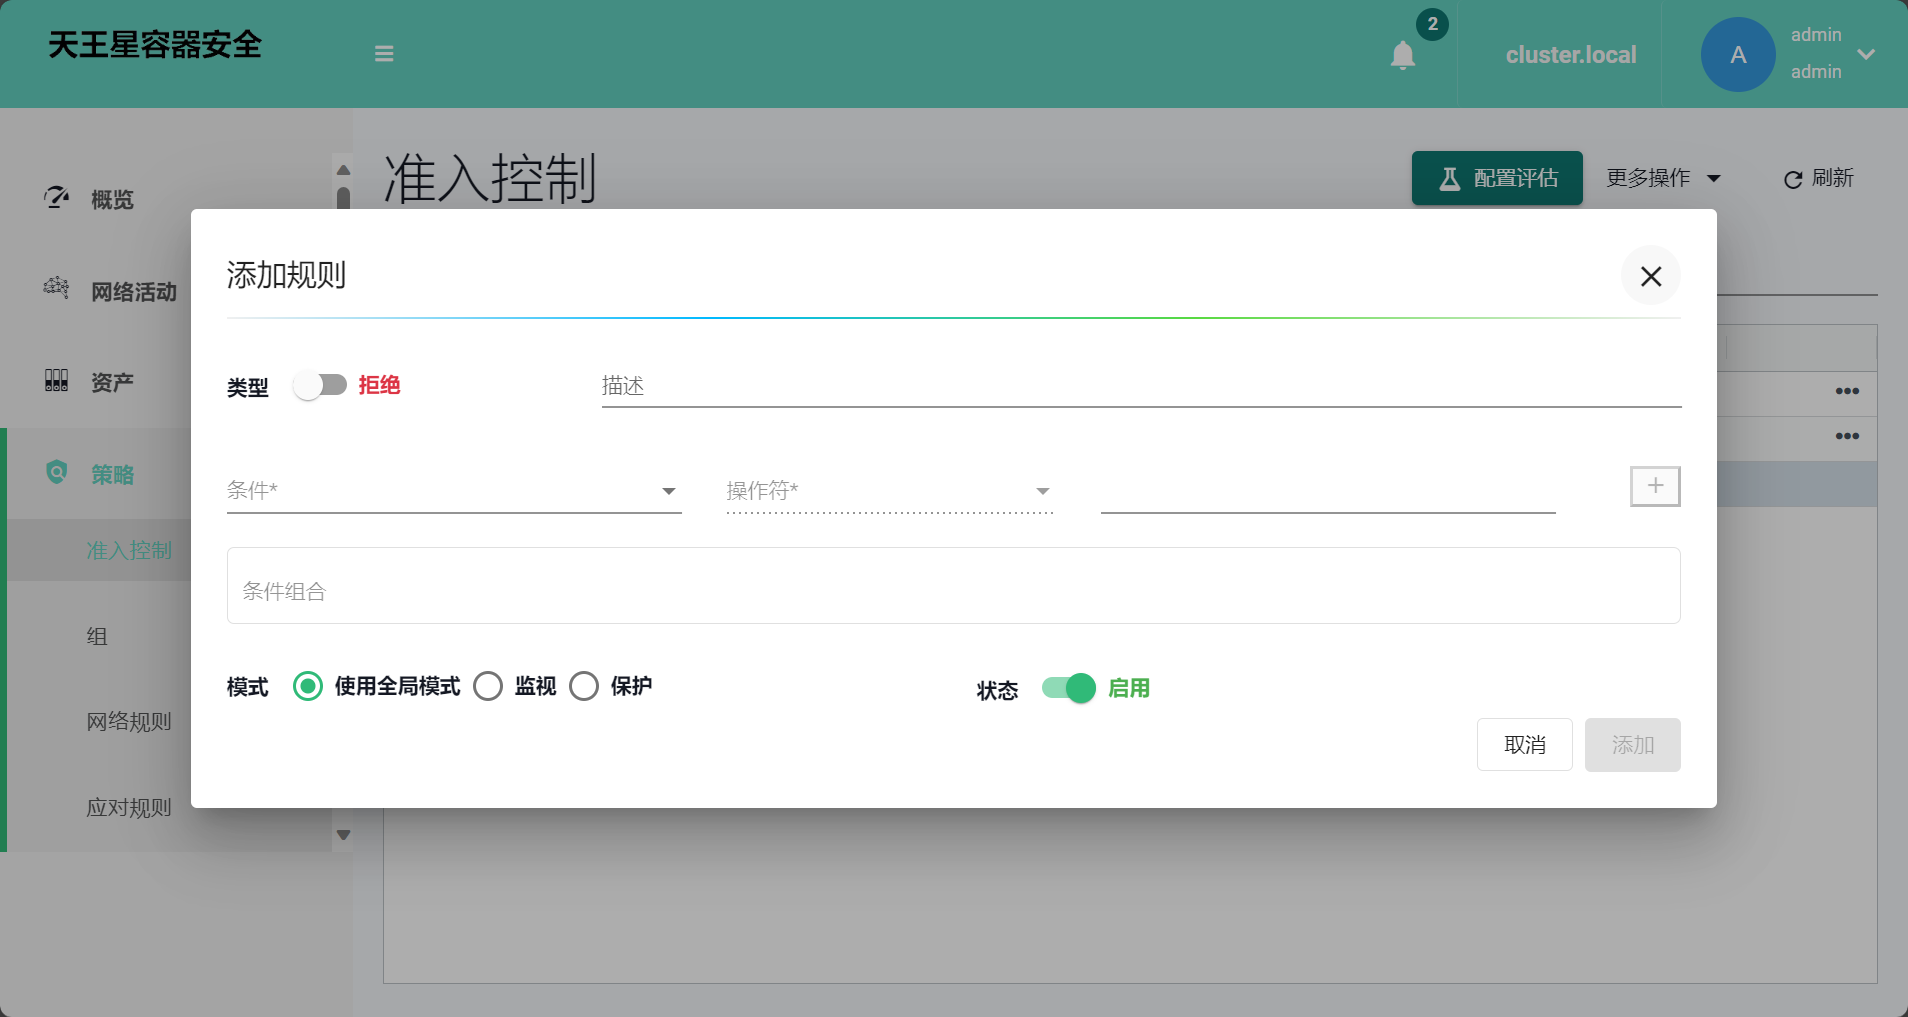 天王星容器安全
2
cluster.local
A
admin
admin
概览
网络活动
资产
策略
准入控制
组
网络规则
应对规则
准入控制
配置评估
更多操作
刷新
添加规则
类型
拒绝
描述
条件*
操作符*
+
条件组合
模式
使用全局模式
监视
保护
状态
启用
取消
添加